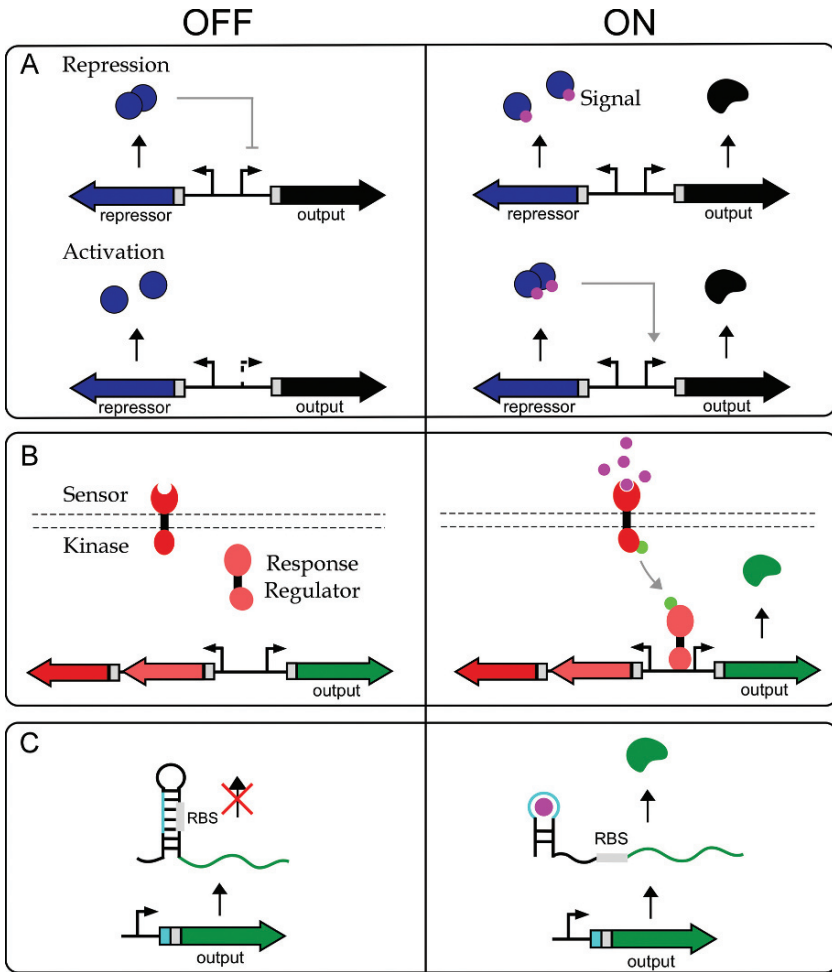 OFF
ON
A
Repression
repressor
output
Signal
repressor
output
Activation
repressor
output
repressor
output
B
Sensor
Kinase
Response
Regulator
output
output
C
RBS
output
RBS
output